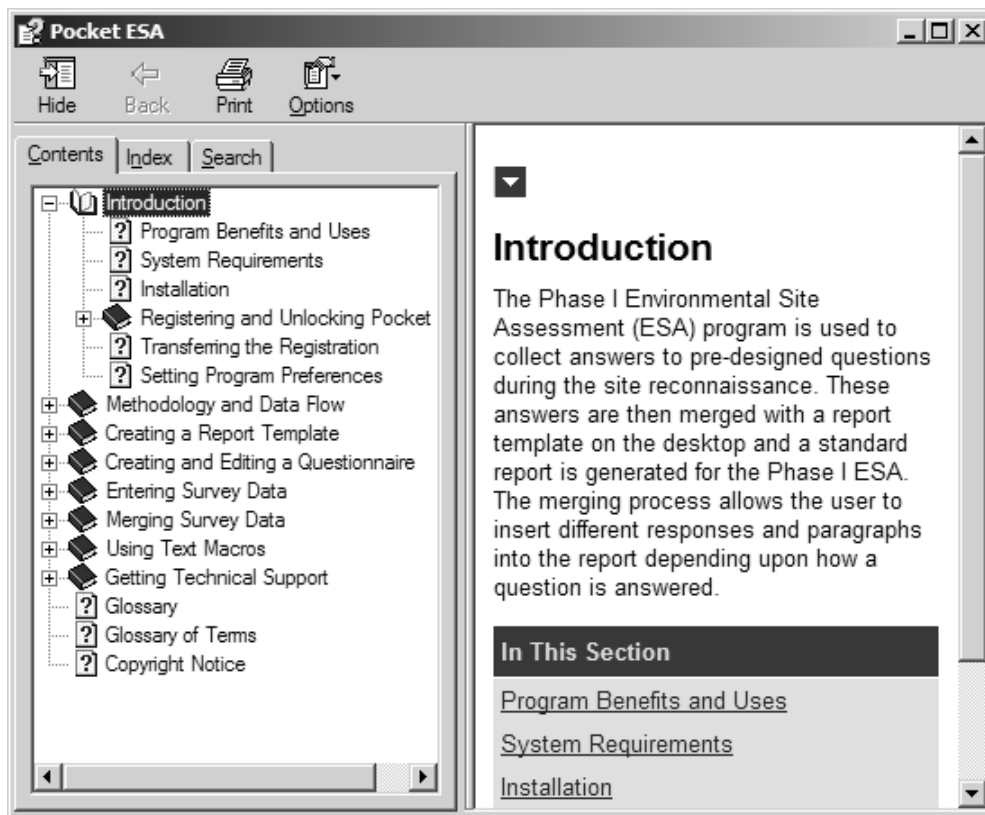 Pocket ESA
Hide Back Print Options
Contents Index Search
Introduction
Program Benefits and Uses
System Requirements
Installation
Registering and Unlocking Pocket
Transferring the Registration
Setting Program Preferences
Methodology and Data Flow
Creating a Report Template
Creating and Editing a Questionnaire
Entering Survey Data
Merging Survey Data
Using Text Macros
Getting Technical Support
Glossary
Glossary of Terms
Copyright Notice
Introduction
The Phase I Environmental Site
Assessment (ESA) program is used to
collect answers to pre-designed questions
during the site reconnaissance. These
answers are then merged with a report
template on the desktop and a standard
report is generated for the Phase I ESA.
The merging process allows the user to
insert different responses and paragraphs
into the report depending upon how a
question is answered.
In This Section
Program Benefits and Uses
System Requirements
Installation